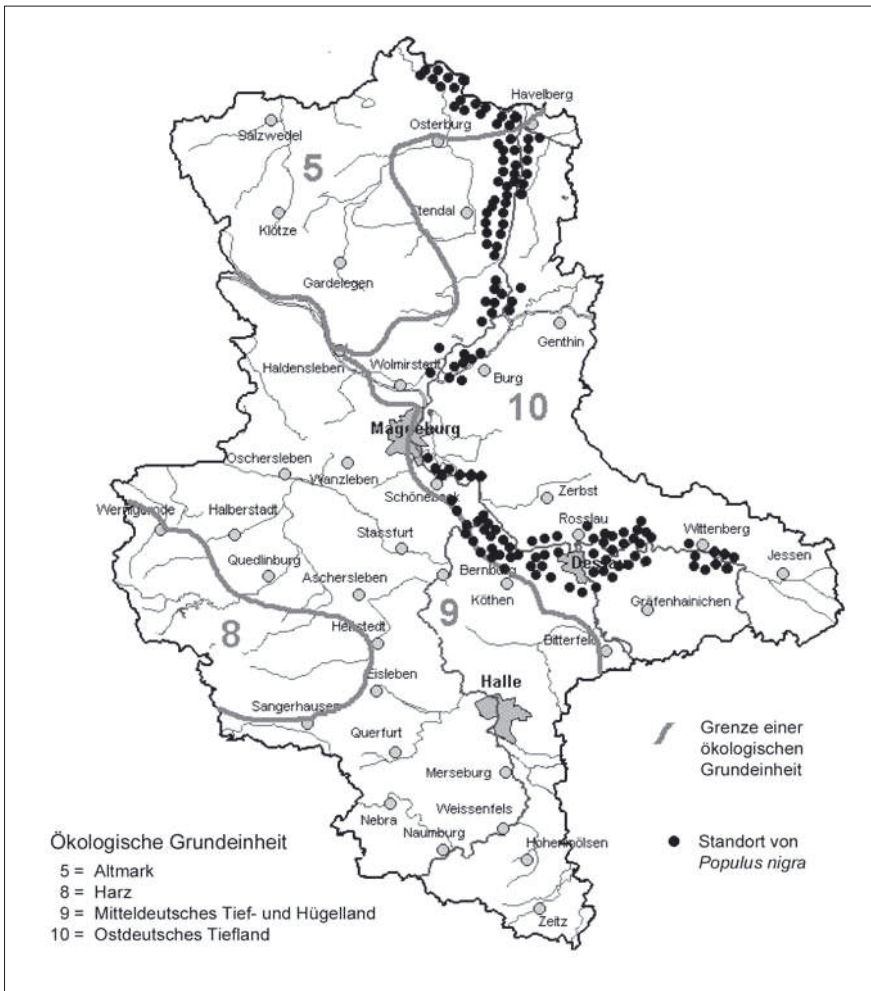 Havelberg
Salzwedel
Osterburg
5
Stendal
Klötze
Gardelegen
Genthin
Haldensleben
Wolmirstedt
Burg
10
Magdeburg
Oschersleben
Wanzleben
Schönebeck
Zerbst
Wernigerode
Halberstadt
Stassfurt
Rosslau
Wittenberg
Quedlinburg
Bernburg
Dessau
Jessen
Aschersleben
Köthen
Gräfenhainichen
9
8
Hettstedt
Bitterfeld
Eisleben
Halle
Sangerhausen
Querfurt
Grenze einer
ökologischen
Grundeinheit
Merseburg
Nebra
Weissenfels
Naumburg
Hohenmölsen
Zeitz
Standort von
Populus nigra
Ökologische Grundeinheit
5 = Altmark
8 = Harz
9 = Mitteldeutsches Tief- und Hügelland
10 = Ostdeutsches Tiefland